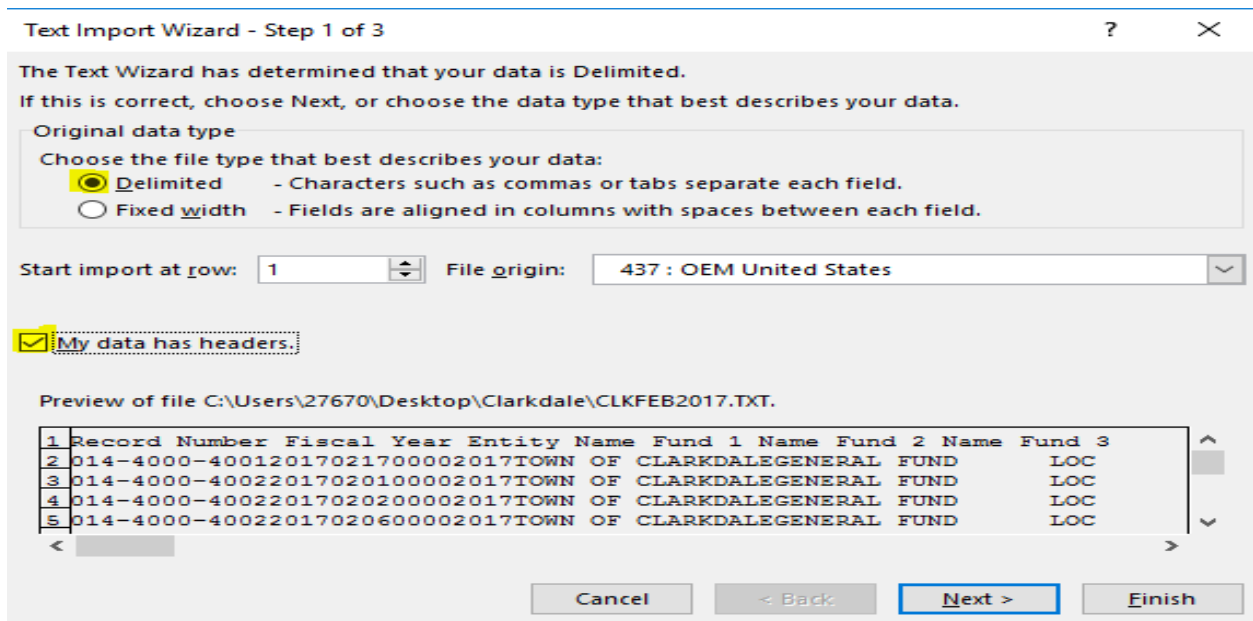 Text Import Wizard - Step 1 of 3 ? ×
The Text Wizard has determined that your data is Delimited.
If this is correct, choose Next, or choose the data type that best describes your data.
Original data type
Choose the file type that best describes your data:
Delimited - Characters such as commas or tabs separate each field.
Fixed width - Fields are aligned in columns with spaces between each field.
Start import at row: 1 File origin: 437 : OEM United States
My data has headers.
Preview of file C:\Users\27670\Desktop\Clarkdale\CLKFEB2017.TXT.
1 Record Number Fiscal Year Entity Name Fund 1 Name Fund 2 Name Fund 3
2 014-4000-40012017021700002017TOWN OF CLARKDALEGENERAL FUND LOC
3 014-4000-40022017020100002017TOWN OF CLARKDALEGENERAL FUND LOC
4 014-4000-40022017020200002017TOWN OF CLARKDALEGENERAL FUND LOC
5 014-4000-40022017020600002017TOWN OF CLARKDALEGENERAL FUND LOC
Cancel < Back Next > Finish